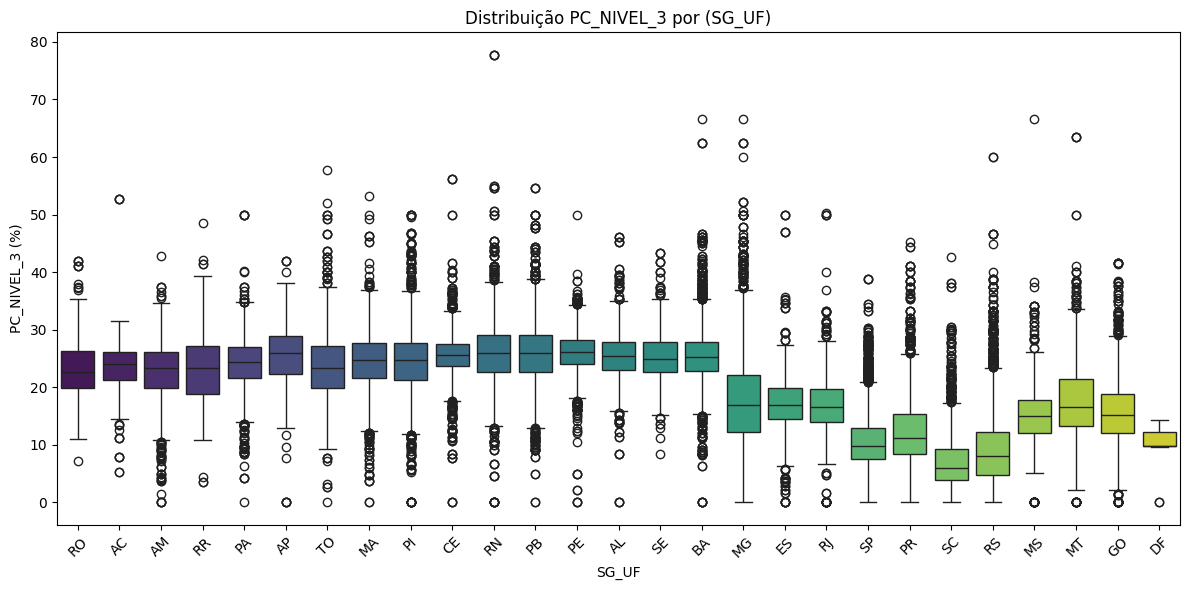 Distribuição PC_NIVEL_3 por (SG_UF)
PC_NIVEL_3 (%)
80
70
60
50
40
30
20
10
0
RO AC AM RR PA AP TO MA PI CE RN PB PE AL SE BA MG ES RJ SP PR SC RS MS MT GO DF
SG_UF